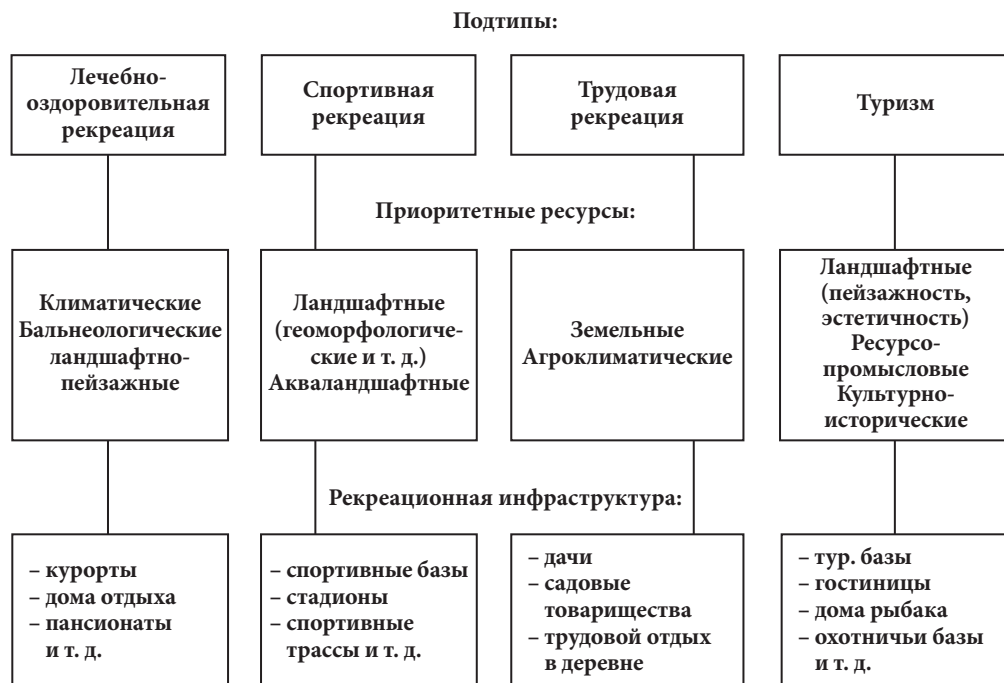 Подтипы:
Лечебно-
оздоровительная
рекреация
Спортивная
рекреация
Трудовая
рекреация
Туризм
Приоритетные ресурсы:
Климатические
Бальнеологические
ландшафтно-
пейзажные
Ландшафтные
(геоморфологиче-
ские и т. д.)
Акваландшафтные
Земельные
Агроклиматические
Ландшафтные
(пейзажность,
эстетичность)
Ресурсо-
промысловые
Культурно-
исторические
Рекреационная инфраструктура:
– курорты
– дома отдыха
– пансионаты
и т. д.
– спортивные базы
– стадионы
– спортивные
трассы и т. д.
– дачи
– садовые
товарищества
– трудовой отдых
в деревне
– тур. базы
– гостиницы
– дома рыбака
– охотничьи базы
и т. д.